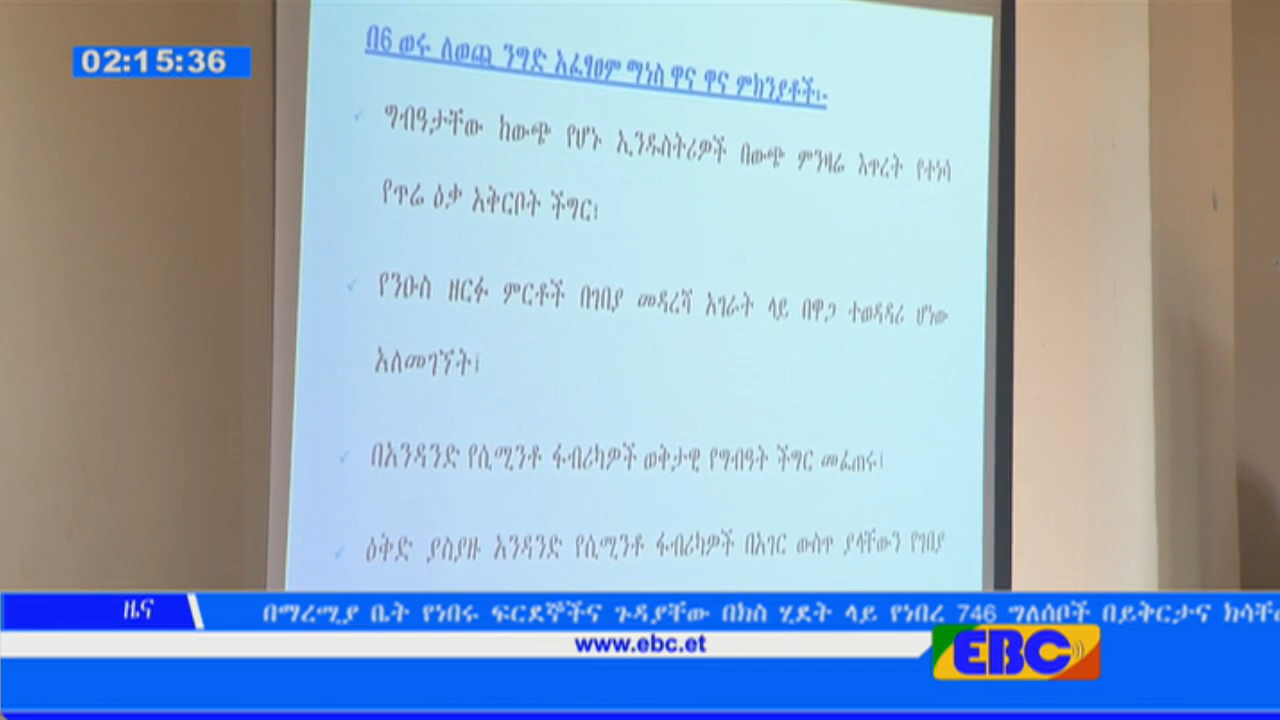 02:15:36
በ6 ወሩ ለወጪ ንግድ አፈፃፀም ማነስ ዋና ዋና ምክንያቶች፡-
ግብዓታቸው ከውጭ የሆኑ ኢንዱስትሪዎች በውጭ ምንዛሬ እጥረት የተነሳ
የጥሬ ዕቃ አቅርቦት ችግር፤
የንዑስ ዘርፉ ምርቶች በገበያ መዳረሻ አገራት ላይ በዋጋ ተወዳዳሪ ሆነው
አለመገኘት፤
በአንዳንድ የሲሚንቶ ፋብሪካዎች ወቅታዊ የግብዓት ችግር መፈጠሩ፤
ዕቅድ ያስያዙ አንዳንድ የሲሚንቶ ፋብሪካዎች በአገር ውስጥ ያላቸውን የገበያ
ዜና
በማረሚያ ቤት የነበሩ ፍርደኞችና ጉዳያቸው በክስ ሂደት ላይ የነበረ 746 ግለሰቦች በይቅርታና ክሳቸ
www.ebc.et
EBC